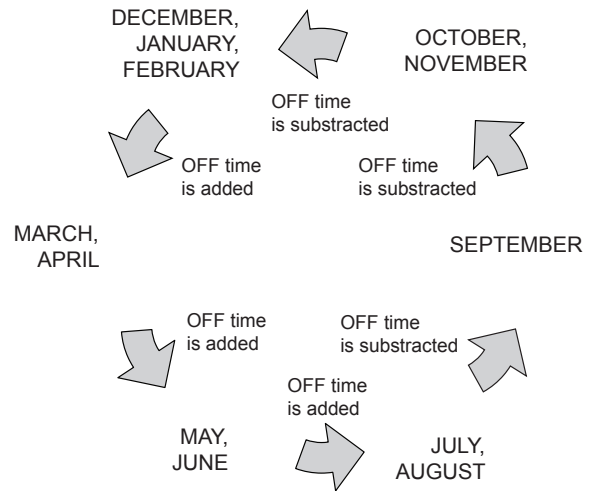 DECEMBER,
JANUARY,
FEBRUARY
OCTOBER,
NOVEMBER
OFF time
is substracted
OFF time
is added
OFF time
is substracted
MARCH,
APRIL
SEPTEMBER
OFF time
is added
OFF time
is substracted
OFF time
is added
MAY,
JUNE
JULY,
AUGUST